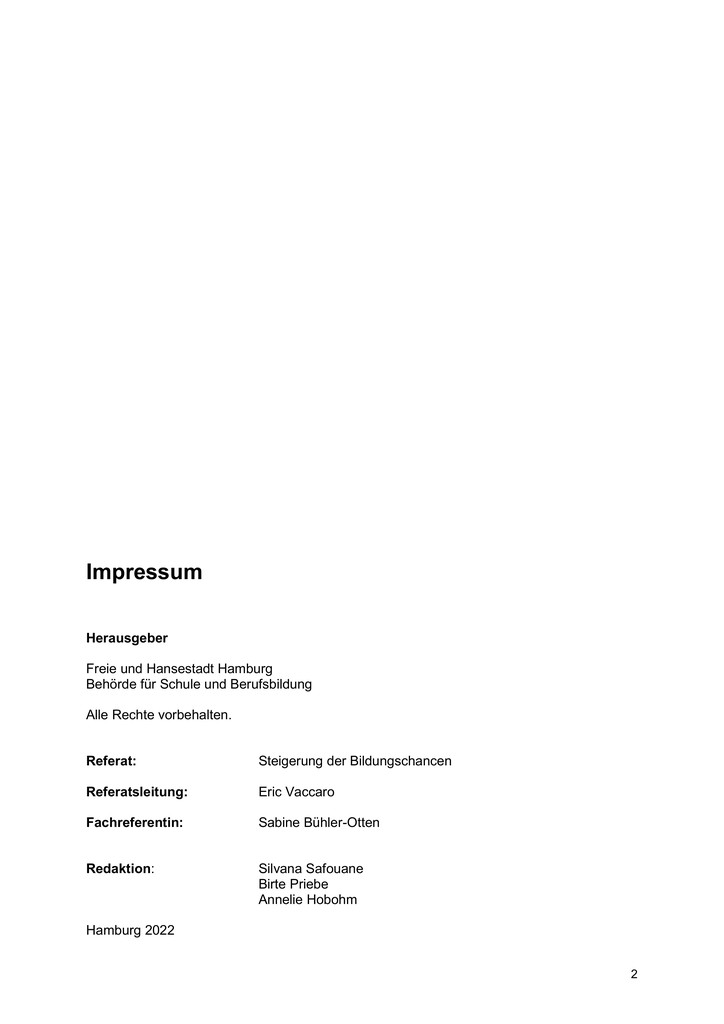 Impressum
Herausgeber
Freie und Hansestadt Hamburg
Behörde für Schule und Berufsbildung
Alle Rechte vorbehalten.
Referat: Steigerung der Bildungschancen
Referatsleitung: Eric Vaccaro
Fachreferentin: Sabine Bühler-Otten
Redaktion: Silvana Safouane
Birte Priebe
Annelie Hobohm
Hamburg 2022
2